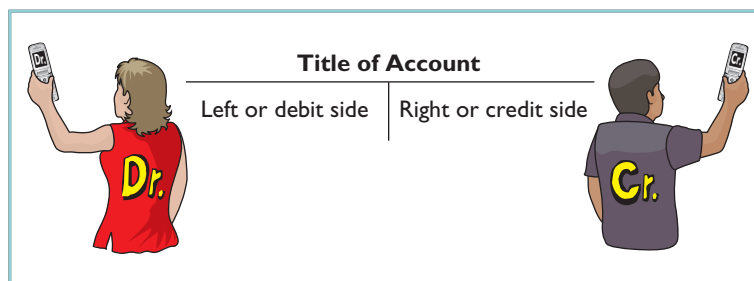 Dr.
Cr.
Title of Account
Left or debit side
Right or credit side
Dr.
Cr.